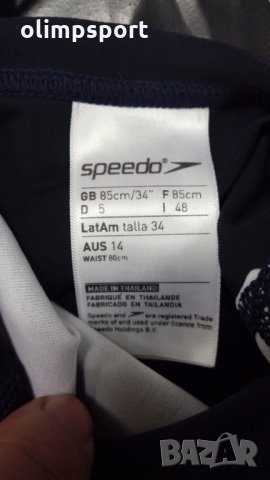 olimpsport
speedo
GB 85cm/34" F 85cm
D 5 I 48
LatAm talla 34
AUS 14
WAIST 80cm
MADE IN THAILAND
FABRIQUÉ EN THAILANDE
FABRICADO EN TAILANDIA
Speedo and are registered Trade
marks of and used under licence from
Speedo Holdings B.V.
BAZAR